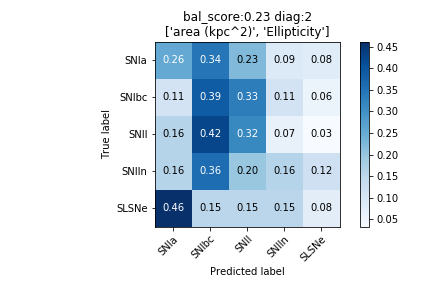 bal_score:0.23 diag:2
['area (kpc^2)', 'Ellipticity']
SNIa 0.26 0.34 0.23 0.09 0.08
SNIbc 0.11 0.39 0.33 0.11 0.06
SNII 0.16 0.42 0.32 0.07 0.03
SNIIn 0.16 0.36 0.20 0.16 0.12
SLSNe 0.46 0.15 0.15 0.15 0.08
True label
SNIa SNIbc SNII SNIIn SLSNe
Predicted label
0.45
0.40
0.35
0.30
0.25
0.20
0.15
0.10
0.05